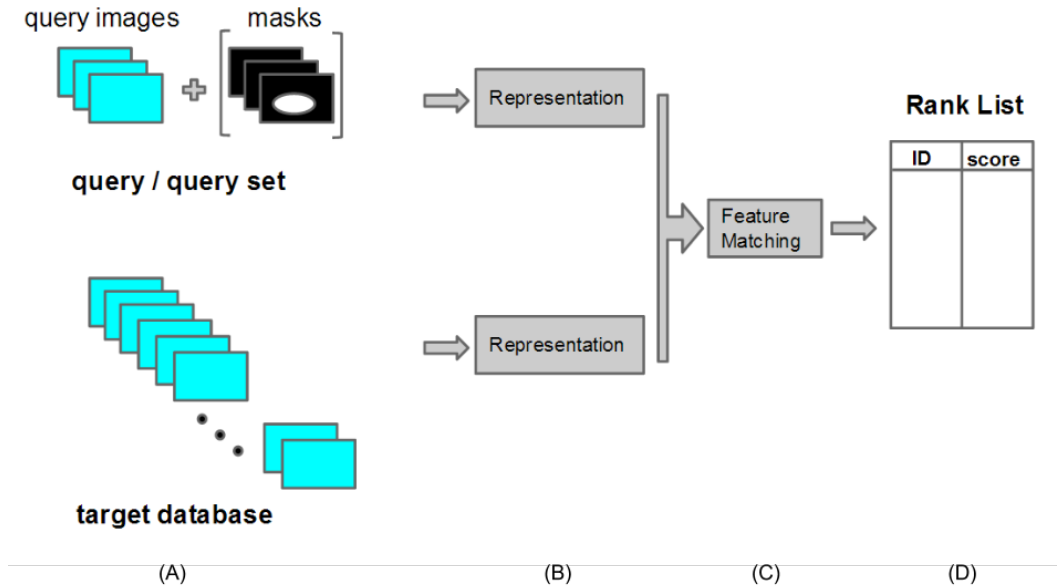 query images
masks
query / query set
Representation
Rank List
ID
score
Feature
Matching
Representation
target database
(A)
(B)
(C)
(D)